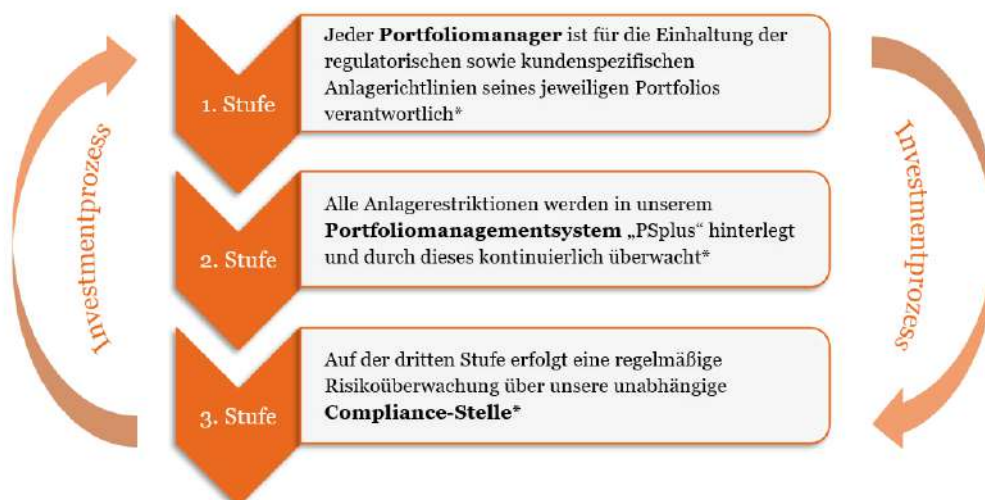 Jeder Portfoliomanager ist für die Einhaltung der
regulatorischen sowie kundenspezifischen
Anlagerichtlinien seines jeweiligen Portfolios
verantwortlich*
1. Stufe
Alle Anlagerestriktionen werden in unserem
Portfoliomanagementsystem „PSplus“ hinterlegt
und durch dieses kontinuierlich überwacht*
2. Stufe
Auf der dritten Stufe erfolgt eine regelmäßige
Risikoüberwachung über unsere unabhängige
Compliance-Stelle*
3. Stufe
Investmentprozess
Investmentprozess